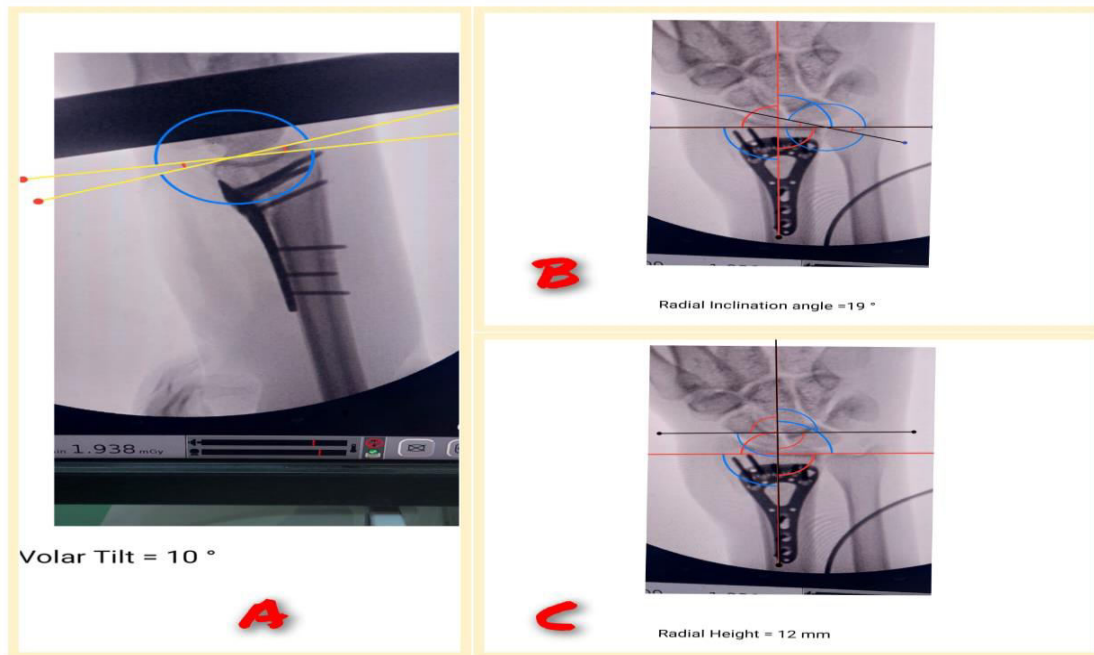 1.938 mGy
Volar Tilt = 10 °
A
B
Radial Inclination angle =19 °
C
Radial Height = 12 mm